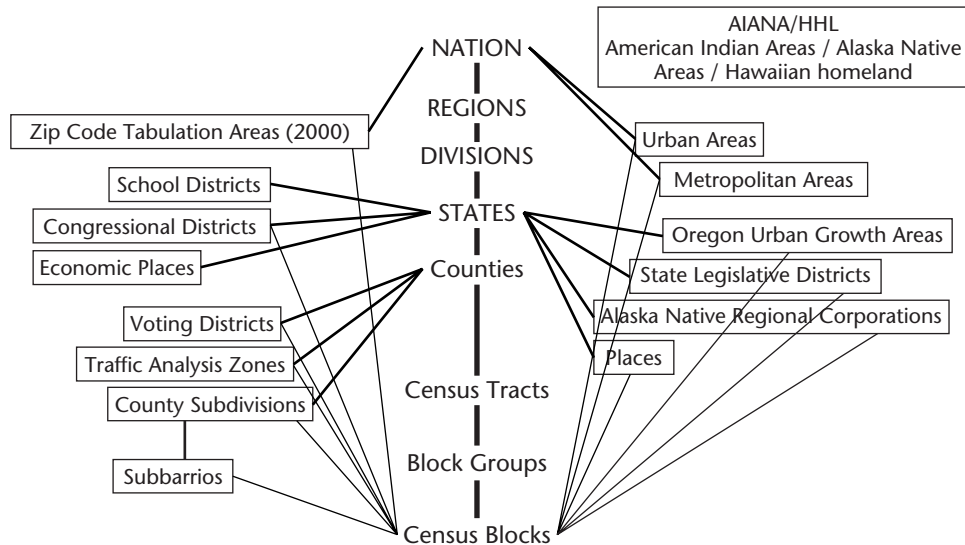 AIANA/HHL
American Indian Areas / Alaska Native
Areas / Hawaiian homeland
NATION
REGIONS
Zip Code Tabulation Areas (2000)
Urban Areas
DIVISIONS
School Districts
Metropolitan Areas
STATES
Congressional Districts
Oregon Urban Growth Areas
Economic Places
Counties
State Legislative Districts
Voting Districts
Alaska Native Regional Corporations
Traffic Analysis Zones
Places
Census Tracts
County Subdivisions
Block Groups
Subbarrios
Census Blocks